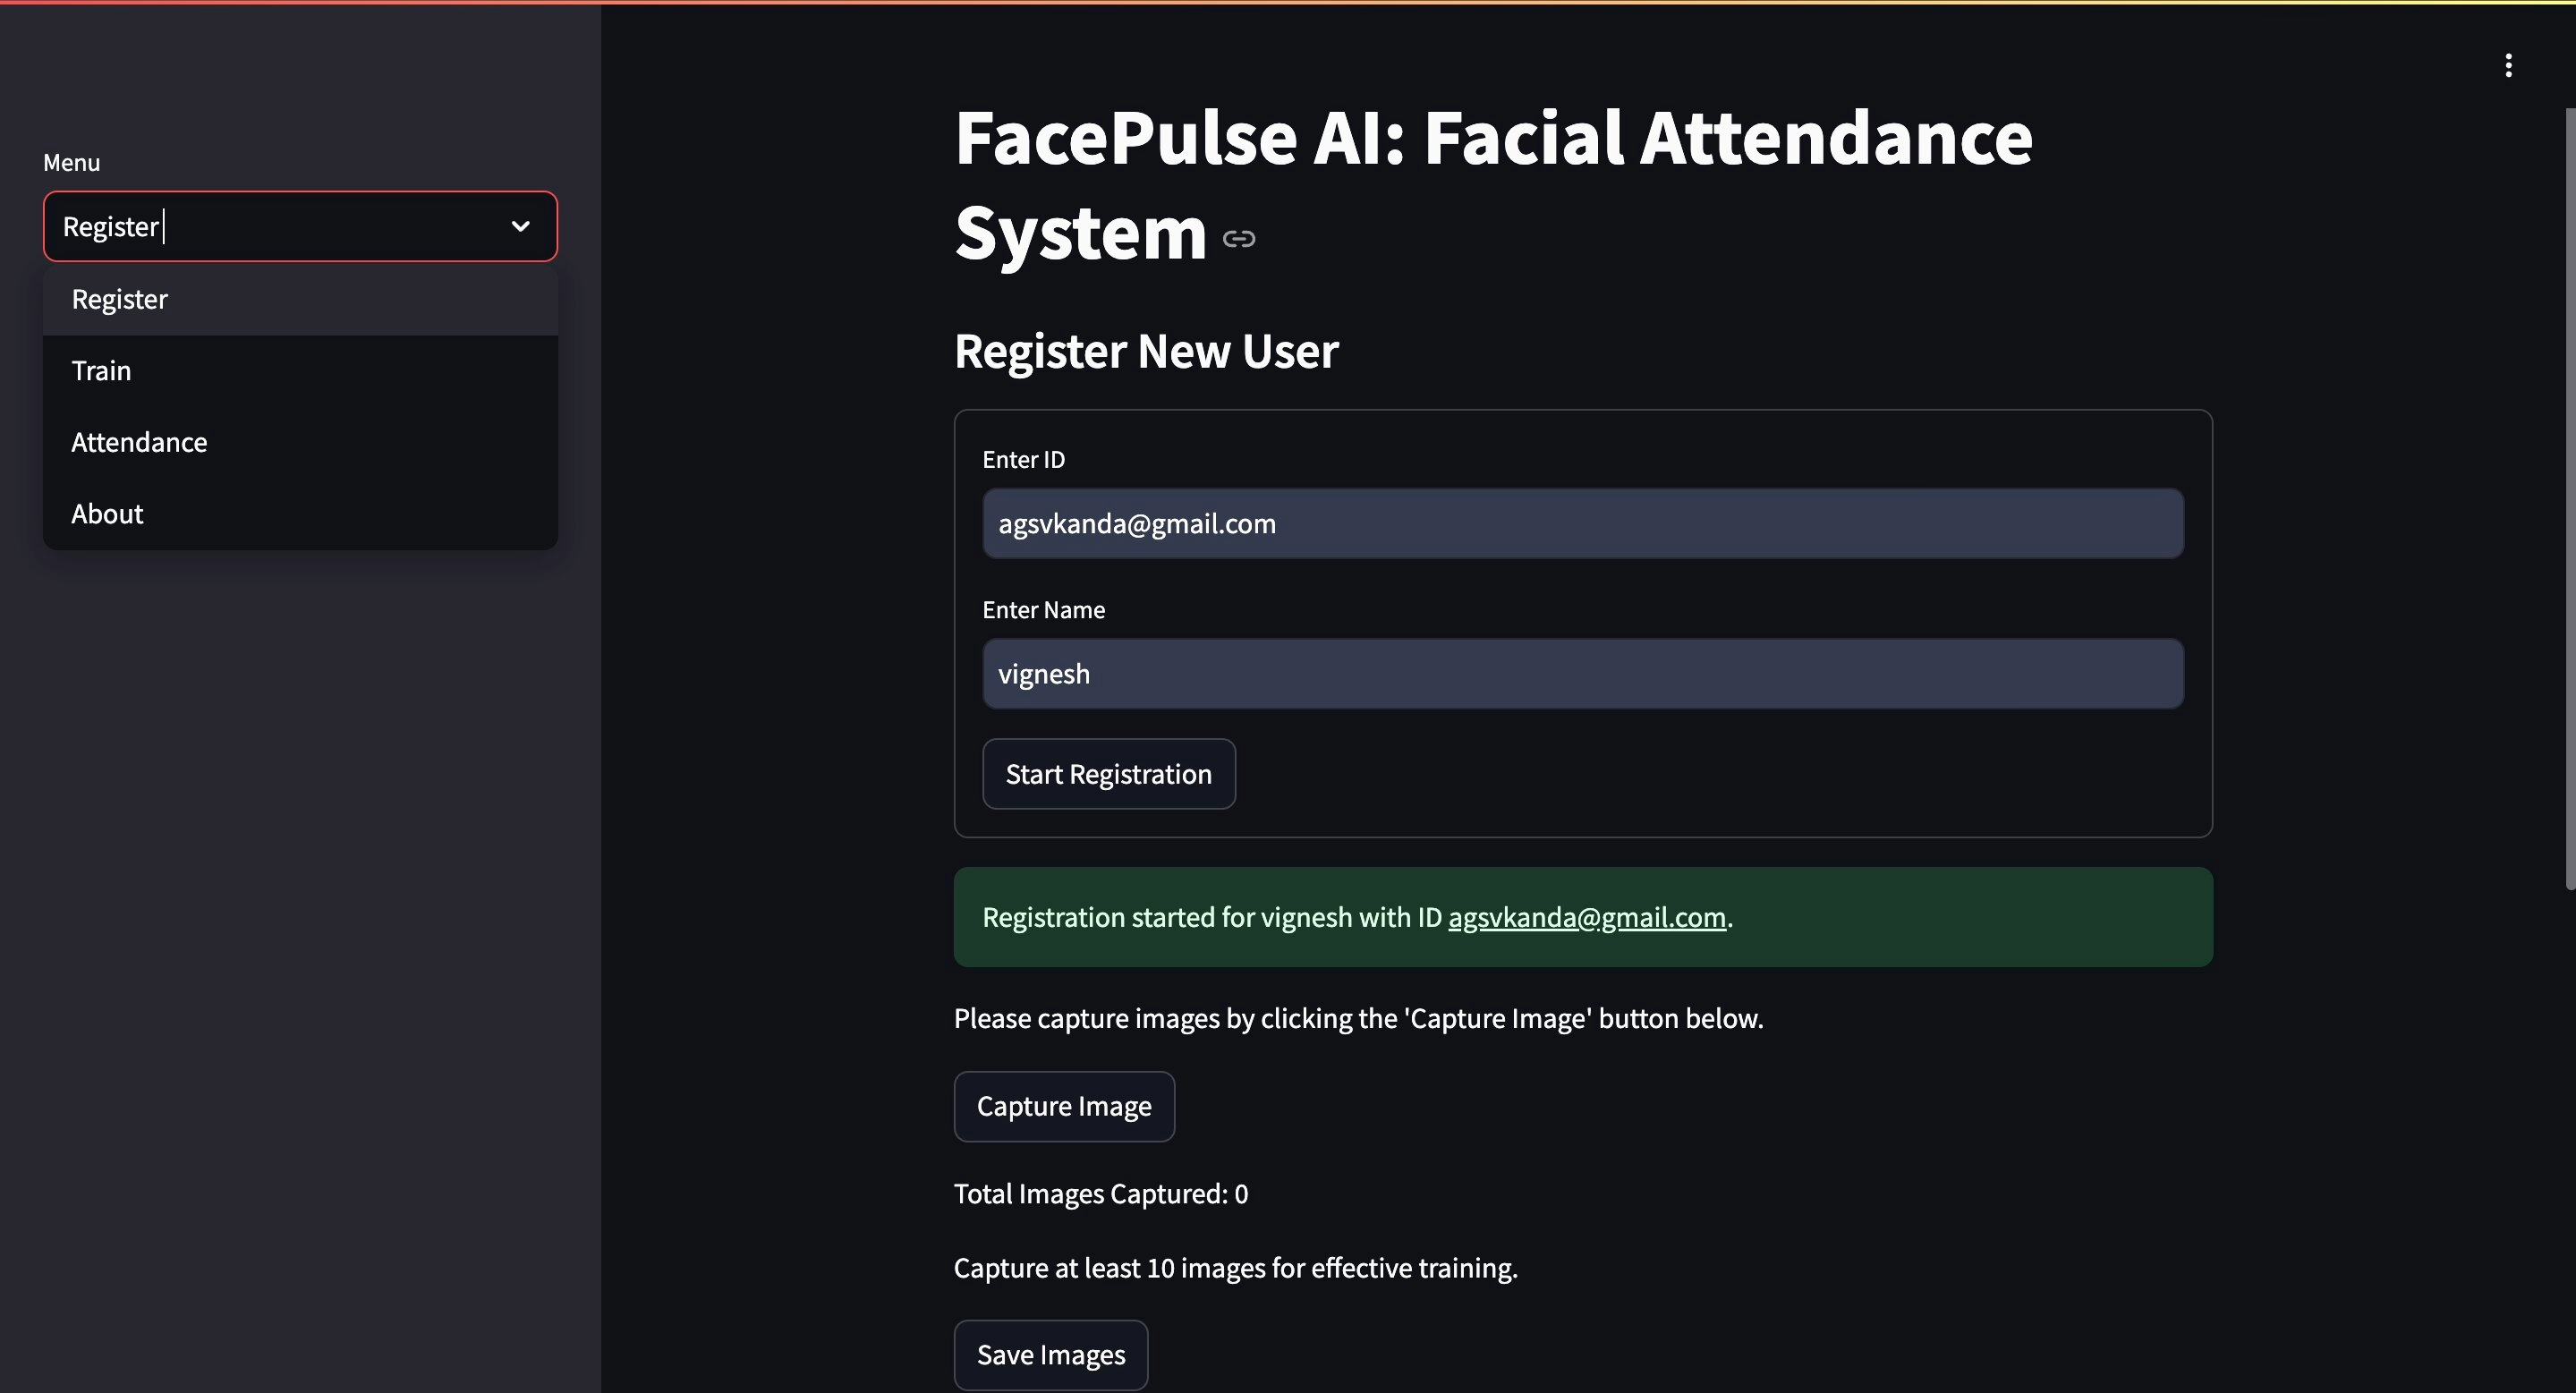 Menu
Register
Register
Train
Attendance
About
FacePulse AI: Facial Attendance
System
Register New User
Enter ID
agsvkanda@gmail.com
Enter Name
vignesh
Start Registration
Registration started for vignesh with ID agsvkanda@gmail.com.
Please capture images by clicking the 'Capture Image' button below.
Capture Image
Total Images Captured: 0
Capture at least 10 images for effective training.
Save Images